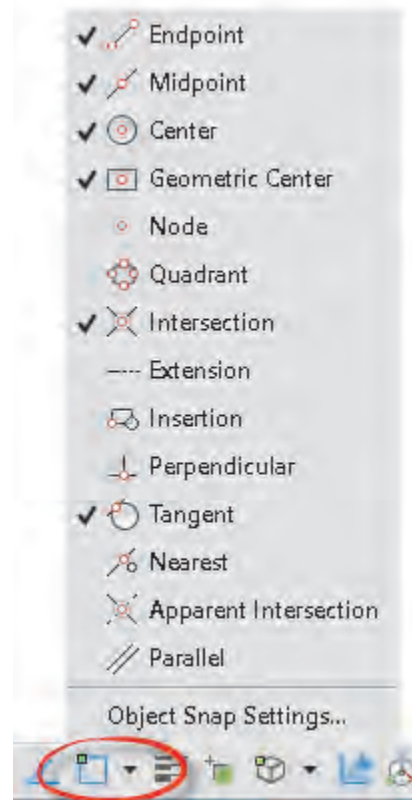 Endpoint
Midpoint
Center
Geometric Center
Node
Quadrant
Intersection
Extension
Insertion
Perpendicular
Tangent
Nearest
Apparent Intersection
Parallel
Object Snap Settings...